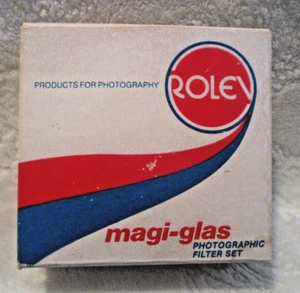 PRODUCTS FOR PHOTOGRAPHY
ROLEV
magi-glas
PHOTOGRAPHIC
FILTER SET